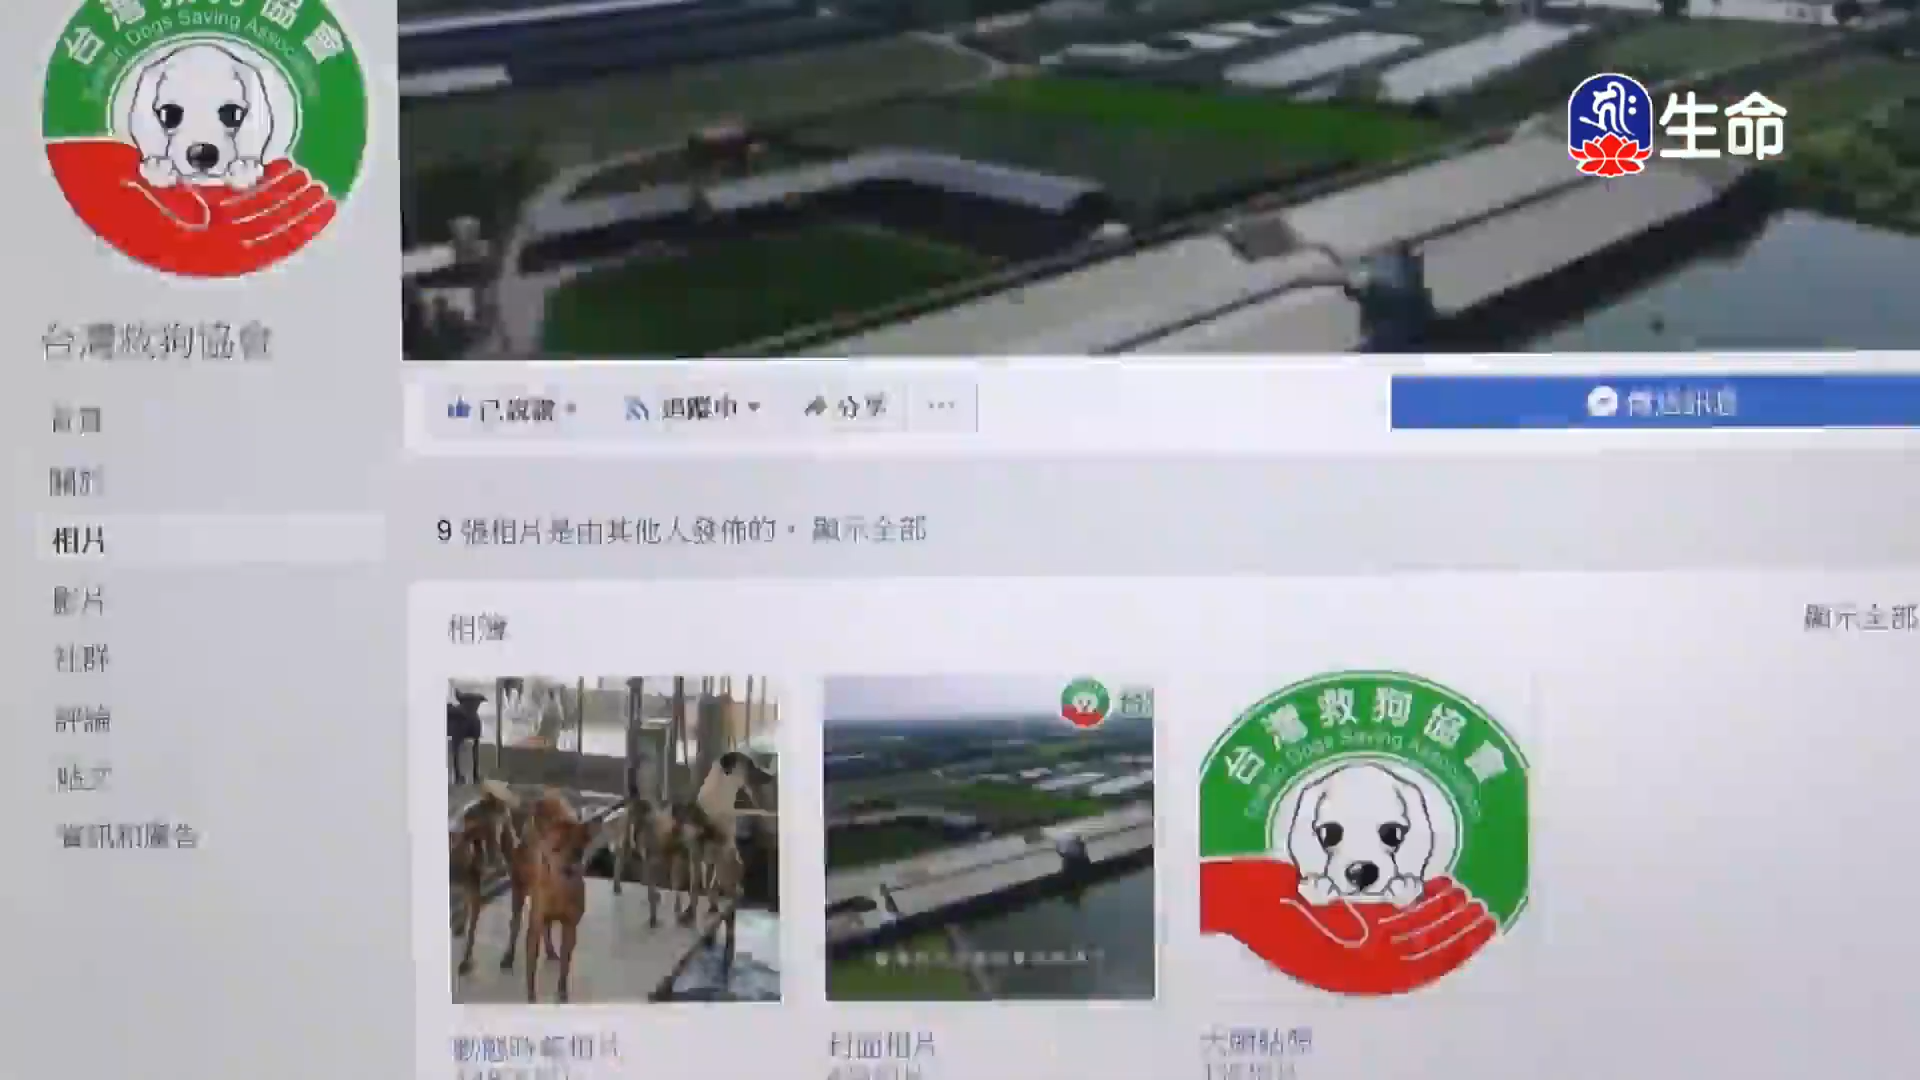 台灣救狗協會
Taiwan Dogs Saving Association
生命
台灣救狗協會
首頁
關於
相片
影片
社群
評論
貼文
資訊和廣告
已說讚
追蹤中
分享
傳送訊息
9 張相片是由其他人發佈的。 顯示全部
相簿
顯示全部
台灣救狗協會
Taiwan Dogs Saving Association
動態時報相片
封面相片
大頭貼照